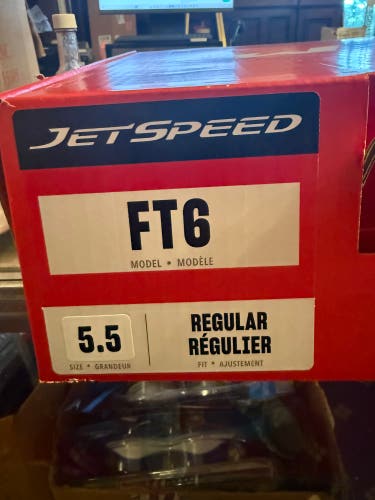 JETSPEED
FT6
MODEL • MODÈLE
5.5
REGULAR
RÉGULIER
SIZE • GRANDEUR
FIT • AJUSTEMENT